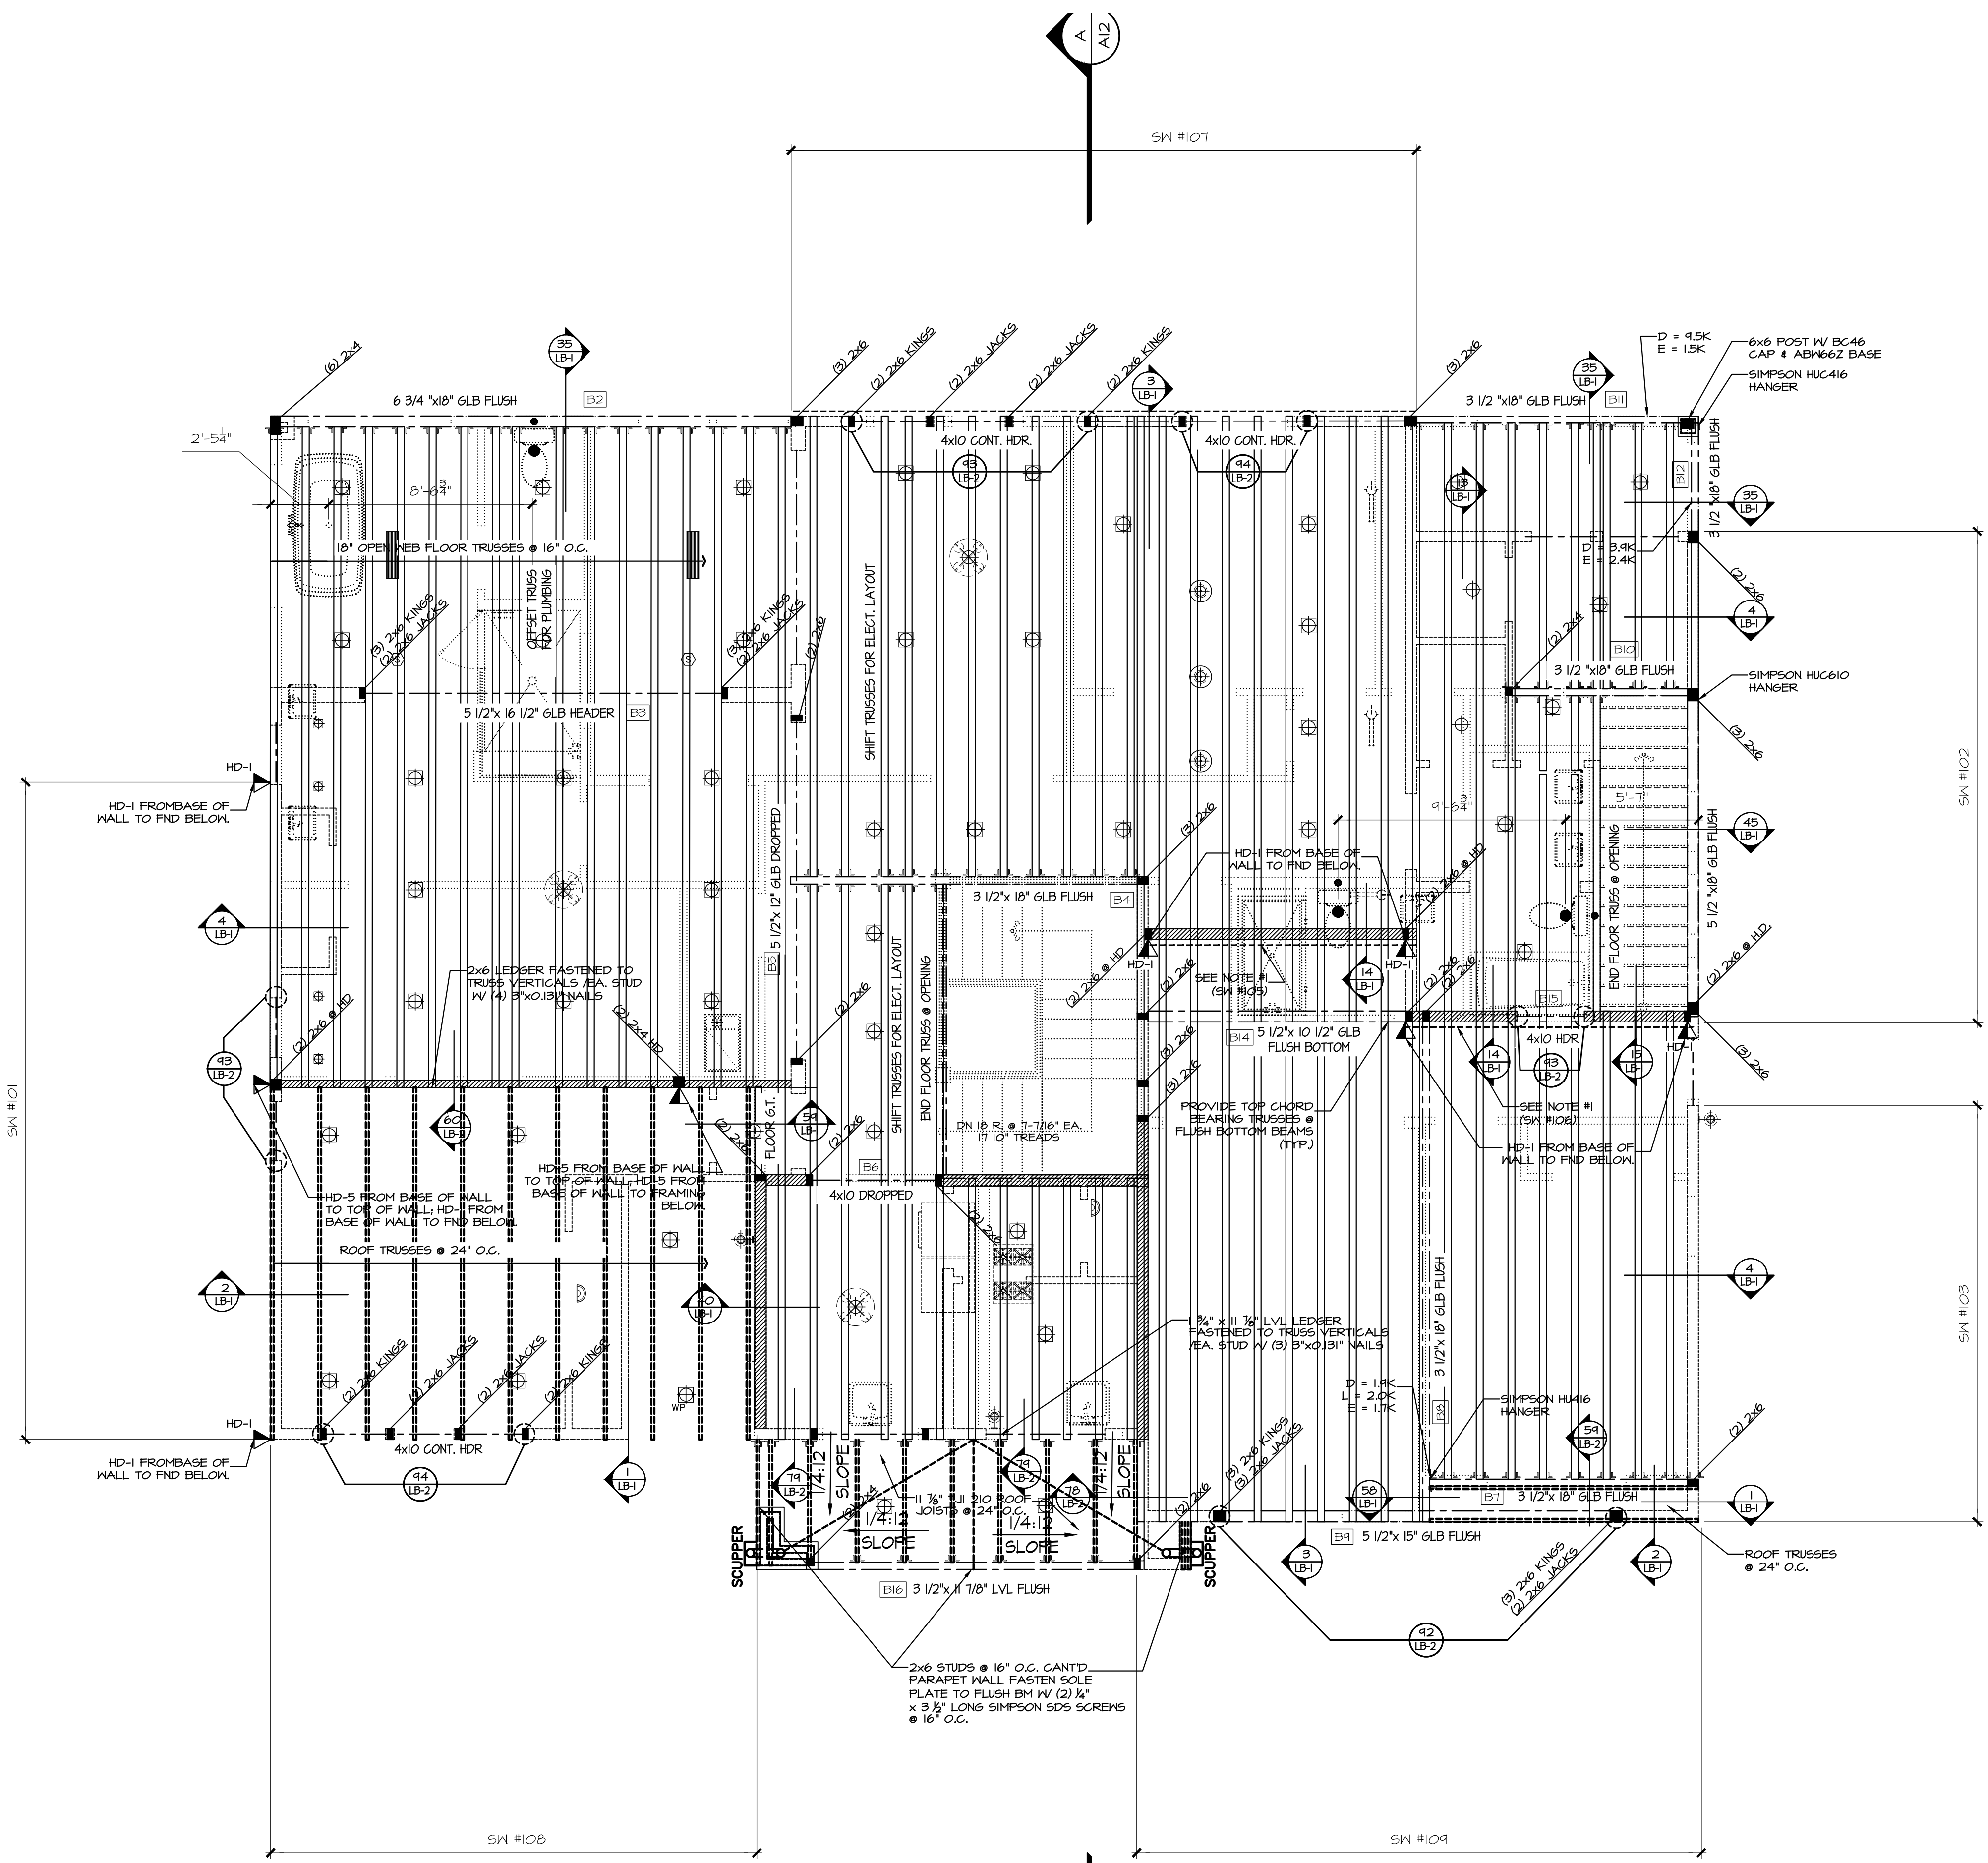 A
A12
SW #107
(6) 2x4
35
LB-1
6 3/4 "x18" GLB FLUSH
B2
(3) 2x6
(2) 2x6 KINGS
(2) 2x6 JACKS
(2) 2x6 JACKS
(2) 2x6 KINGS
3
LB-1
(3) 2x6
35
LB-1
3 1/2 "x18" GLB FLUSH
B11
D = 9.5K
E = 1.5K
6x6 POST W/ BC46
CAP & ABW66Z BASE
SIMPSON HUC416
HANGER
2'-5 1/4"
8'-6 3/4"
4x10 CONT. HDR.
93
LB-2
4x10 CONT. HDR.
94
LB-2
13
LB-1
B12
3 1/2 "x18" GLB FLUSH
35
LB-1
18" OPEN WEB FLOOR TRUSSES @ 16" O.C.
OFFSET TRUSS
FOR PLUMBING
D = 3.9K
E = 2.4K
(2) 2x6
(3) 2x6 KINGS
(2) 2x6 JACKS
(3) 2x6 KINGS
(2) 2x6 JACKS
(2) 2x6
S
S
SHIFT TRUSSES FOR ELECT. LAYOUT
(2) 2x4
4
LB-1
B10
3 1/2 "x18" GLB FLUSH
SIMPSON HUC610
HANGER
(3) 2x6
5 1/2"x 16 1/2" GLB HEADER
B3
HD-1
HD-1 FROMBASE OF
WALL TO FND BELOW.
SW #101
SW #102
5 1/2"x 12" GLB DROPPED
B5
(3) 2x6
9'-6 3/4"
5'-7"
HD-1 FROM BASE OF
WALL TO FND BELOW.
(2) 2x6 @ HD
45
LB-1
5 1/2 "x18" GLB FLUSH
END FLOOR TRUSS @ OPENING
3 1/2"x 18" GLB FLUSH
B4
4
LB-1
2x6 LEDGER FASTENED TO
TRUSS VERTICALS /EA. STUD
W/ (4) 3"x0.131" NAILS
SHIFT TRUSSES FOR ELECT. LAYOUT
END FLOOR TRUSS @ OPENING
(2) 2x6 @ HD
HD-1
(2) 2x6
SEE NOTE #1
(SW #105)
14
LB-1
HD-1
(2) 2x6
(2) 2x6
B15
(2) 2x6 @ H.D.
(2) 2x6 @ HD
(2) 2x4 HD
(2) 2x6
B14
5 1/2"x 10 1/2" GLB
FLUSH BOTTOM
4x10 HDR
HD-1
93
LB-2
(3) 2x6
(3) 2x6
14
LB-1
93
LB-2
15
LB-1
(3) 2x6
60
LB-2
FLOOR G.T.
59
(2) 2x6
(2) 2x6
DN 18 R. @ 7-7/16" EA.
17 10" TREADS
PROVIDE TOP CHORD
BEARING TRUSSES @
FLUSH BOTTOM BEAMS
(TYP.)
SEE NOTE #1
(SW #106)
HD-1 FROM BASE OF
WALL TO FND BELOW.
SW #103
HD-5 FROM BASE OF WALL
TO TOP OF WALL; HD-5 FROM
BASE OF WALL TO FRAMING
BELOW.
B6
4x10 DROPPED
HD-5 FROM BASE OF WALL
TO TOP OF WALL; HD-1 FROM
BASE OF WALL TO FND BELOW.
(2) 2x6
ROOF TRUSSES @ 24" O.C.
2
LB-1
LB-1
4
LB-1
1 3/4" x 11 7/8" LVL LEDGER
FASTENED TO TRUSS VERTICALS
/EA. STUD W/ (3) 3"x0.131" NAILS
3 1/2"x 18" GLB FLUSH
B8
(2) 2x6 KINGS
(2) 2x6 JACKS
(2) 2x6 JACKS
(2) 2x6 KINGS
WP
D = 1.9K
L = 2.0K
E = 1.7K
SIMPSON HU416
HANGER
(2) 2x6
HD-1
HD-1 FROM BASE OF
WALL TO FND BELOW.
4x10 CONT. HDR
94
LB-2
1
LB-1
79
LB-2
1/4:12
SLOPE
79
LB-2
78
LB-2
1/4:12
SLOPE
(3) 2x6 KINGS
(3) 2x6 JACKS
59
LB-2
58
LB-1
B7
3 1/2"x 18" GLB FLUSH
1
LB-1
(2) 2x4
11 7/8" TJI 210 ROOF
JOISTS @ 24" O.C.
1/4:12
SLOPE
1/4:12
SLOPE
(2) 2x6
SCUPPER
SCUPPER
B9
5 1/2"x 15" GLB FLUSH
3
LB-1
2
LB-1
ROOF TRUSSES
@ 24" O.C.
B16
3 1/2"x 11 7/8" LVL FLUSH
(3) 2x6 KINGS
(2) 2x6 JACKS
92
LB-2
2x6 STUDS @ 16" O.C. CANT'D
PARAPET WALL FASTEN SOLE
PLATE TO FLUSH BM W/ (2) 1/4"
x 3 1/2" LONG SIMPSON SDS SCREWS
@ 16" O.C.
SW #108
SW #109